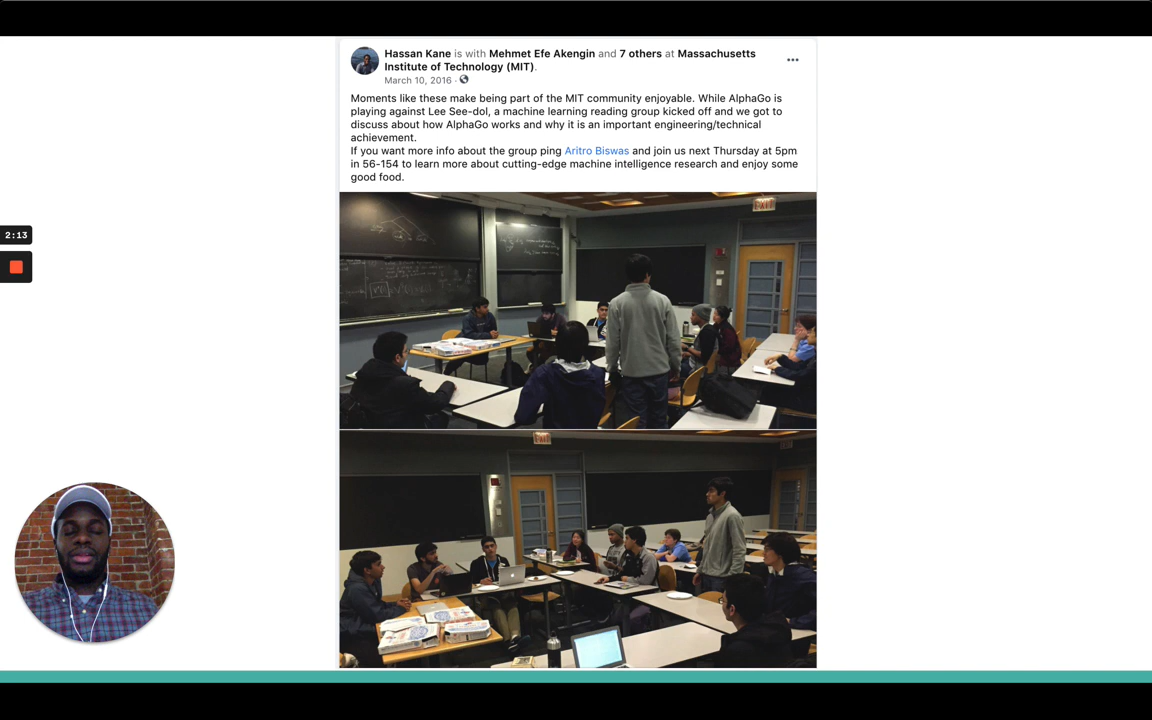 Hassan Kane is with Mehmet Efe Akengin and 7 others at Massachusetts
Institute of Technology (MIT).
March 10, 2016 ·
Moments like these make being part of the MIT community enjoyable. While AlphaGo is
playing against Lee See-dol, a machine learning reading group kicked off and we got to
discuss about how AlphaGo works and why it is an important engineering/technical
achievement.
If you want more info about the group ping Aritro Biswas and join us next Thursday at 5pm
in 56-154 to learn more about cutting-edge machine intelligence research and enjoy some
good food.
EXIT
2:13
EXIT